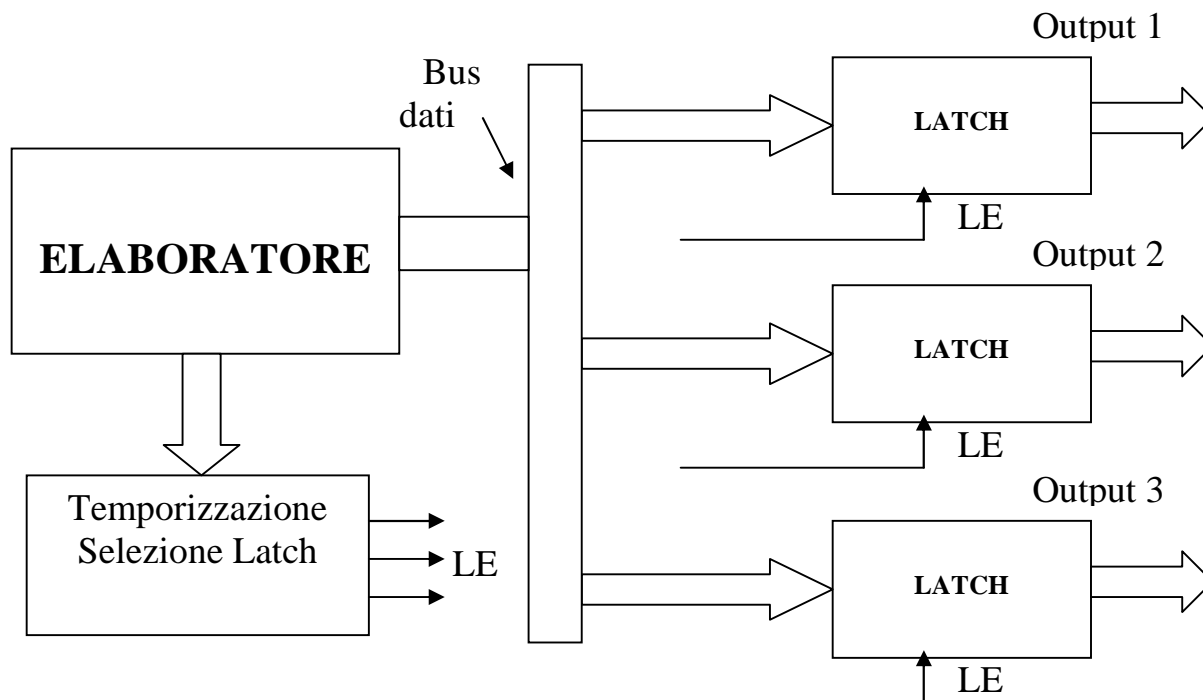 Output 1
Bus
dati
LATCH
ELABORATORE
LE
Output 2
LATCH
LE
Output 3
Temporizzazione
Selezione Latch
LE
LATCH
LE